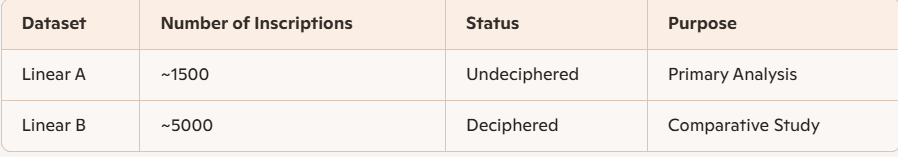 Dataset Number of Inscriptions Status Purpose
Linear A ~1500 Undeciphered Primary Analysis
Linear B ~5000 Deciphered Comparative Study